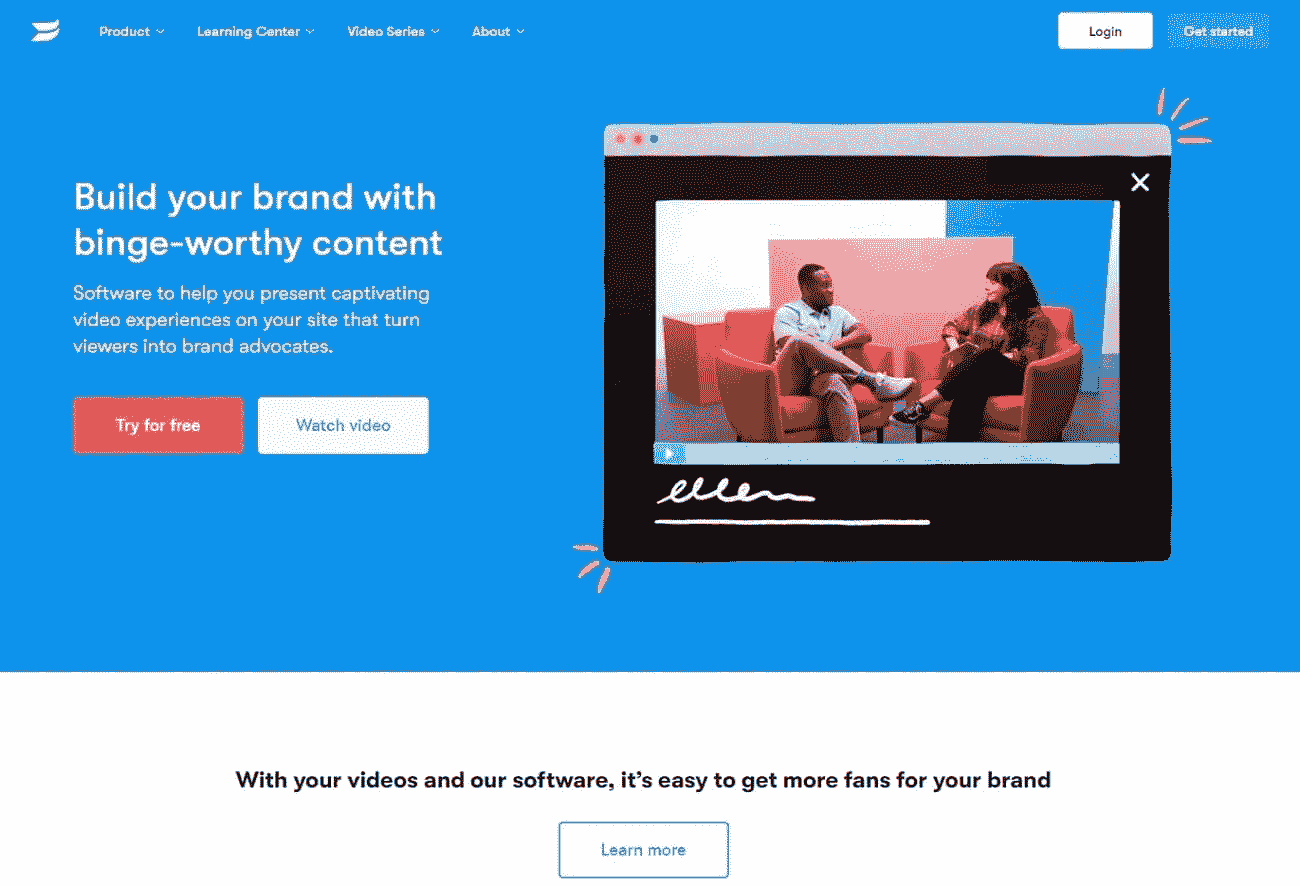 Product
Learning Center
Video Series
About
Login
Get started
Build your brand with
binge-worthy content
Software to help you present captivating
video experiences on your site that turn
viewers into brand advocates.
Try for free
Watch video
With your videos and our software, it's easy to get more fans for your brand
Learn more